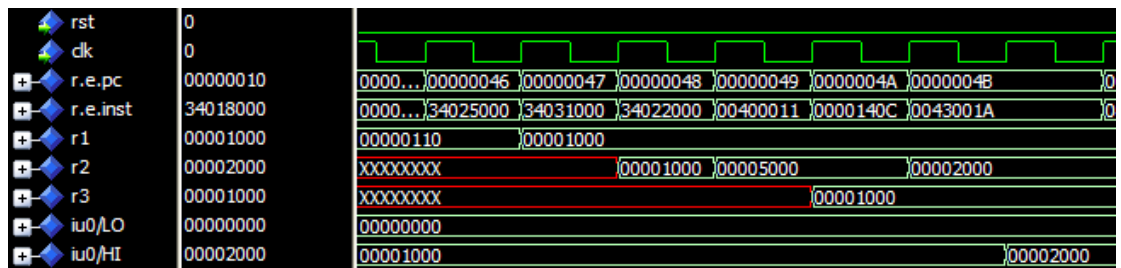 rst 0
clk 0
r.e.pc 00000010 0000... 00000046 00000047 00000048 00000049 0000004A 0000004B 0
r.e.inst 34018000 0000... 34025000 34031000 34022000 00400011 0000140C 0043001A 0
r1 00001000 00000110 00001000
r2 00002000 XXXXXXXX 00001000 00005000 00002000
r3 00001000 XXXXXXXX 00001000
iu0/LO 00000000 00000000
iu0/HI 00002000 00001000 00002000